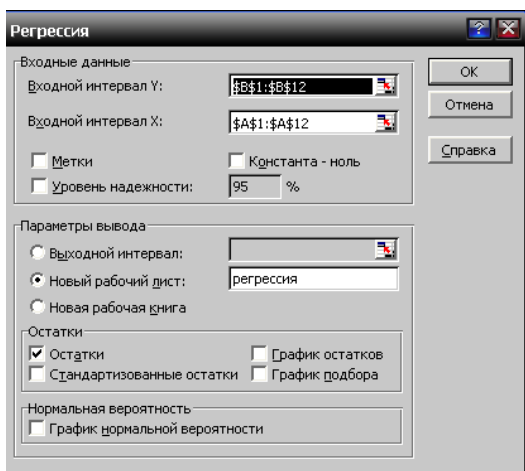 Регрессия
Входные данные
Входной интервал Y: $B$1:$B$12
Входной интервал X: $A$1:$A$12
Метки Константа - ноль
Уровень надежности: 95 %
ОК
Отмена
Справка
Параметры вывода
Выходной интервал:
Новый рабочий лист: регрессия
Новая рабочая книга
Остатки
Остатки График остатков
Стандартизованные остатки График подбора
Нормальная вероятность
График нормальной вероятности